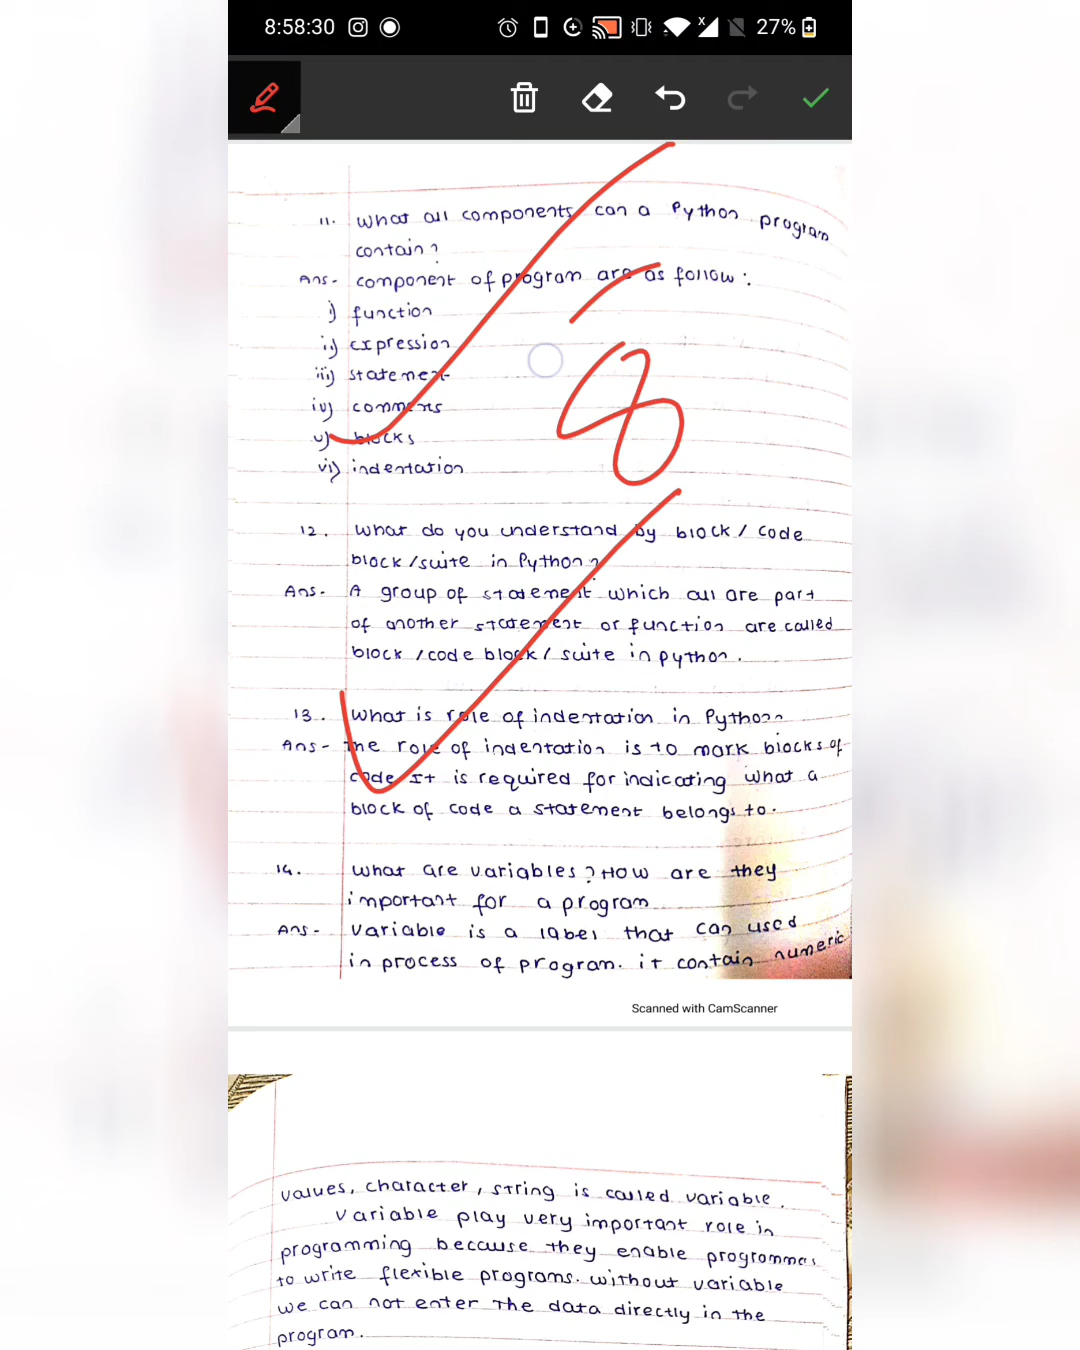 8:58:30 27%
11. What all components can a Python program
contain?
Ans- component of program are as follow :
i) function
ii) expression
iii) statement
iv) comments
v) blocks
vi) indentation
8
12. What do you understand by block / code
block /suite in Python?
Ans- A group of statement which all are part
of another statement or function are called
block /code block / suite in python.
13. What is role of indentation in Python?
Ans- The role of indentation is to mark blocks of
code It is required for indicating what a
block of code a statement belongs to.
14. What are variables ? How are they
important for a program
Ans- Variable is a label that can used
in process of program. it contain numeric
Scanned with CamScanner
values, character, string is called variable.
Variable play very important role in
programming because they enable programmers
to write flexible programs. without variable
we can not enter the data directly in the
program.